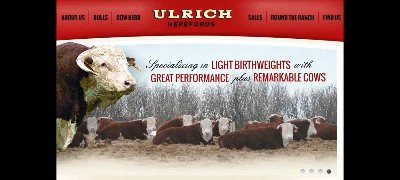 ABOUT US | BULLS | COW HERB
ULRICH
HEREFORDS
SALES | ROUND THE RANCH | FIND US
Specializing in LIGHT BIRTHWEIGHTS with
GREAT PERFORMANCE plus REMARKABLE COWS